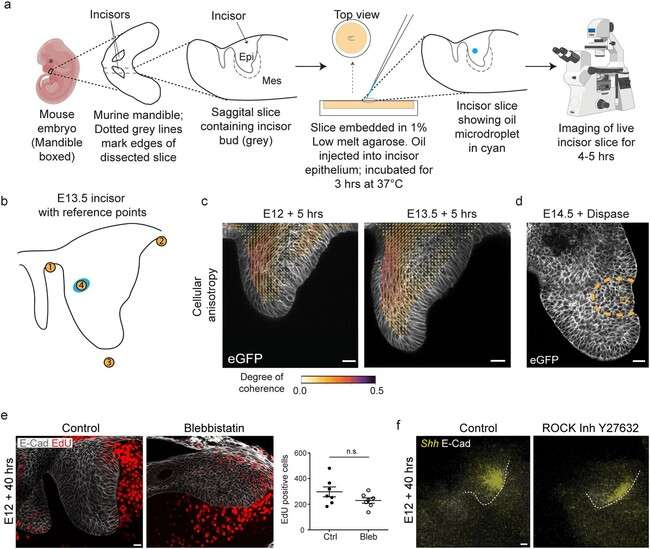 a
Incisors
Incisor
Epi
Mes
Top view
Mouse
embryo
(Mandible
boxed)
Murine mandible;
Dotted grey lines
mark edges of
dissected slice
Saggital slice
containing incisor
bud (grey)
Slice embedded in 1%
Low melt agarose. Oil
injected into incisor
epithelium; incubated for
3 hrs at 37°C
Incisor slice
showing oil
microdroplet
in cyan
Imaging of live
incisor slice for
4-5 hrs
b
E13.5 incisor
with reference points
1
2
4
3
c
E12 + 5 hrs
E13.5 + 5 hrs
Cellular
anisotropy
eGFP
Degree of
coherence
0.0
0.5
1.0
d
E14.5 + Dispase
eGFP
e
Control
Blebbistatin
E12 + 40 hrs
E-Cad EdU
EdU positive cells
600
400
200
0
n.s.
Ctrl
Bleb
f
Control
ROCK Inh Y27632
E12 + 40 hrs
Shh E-Cad